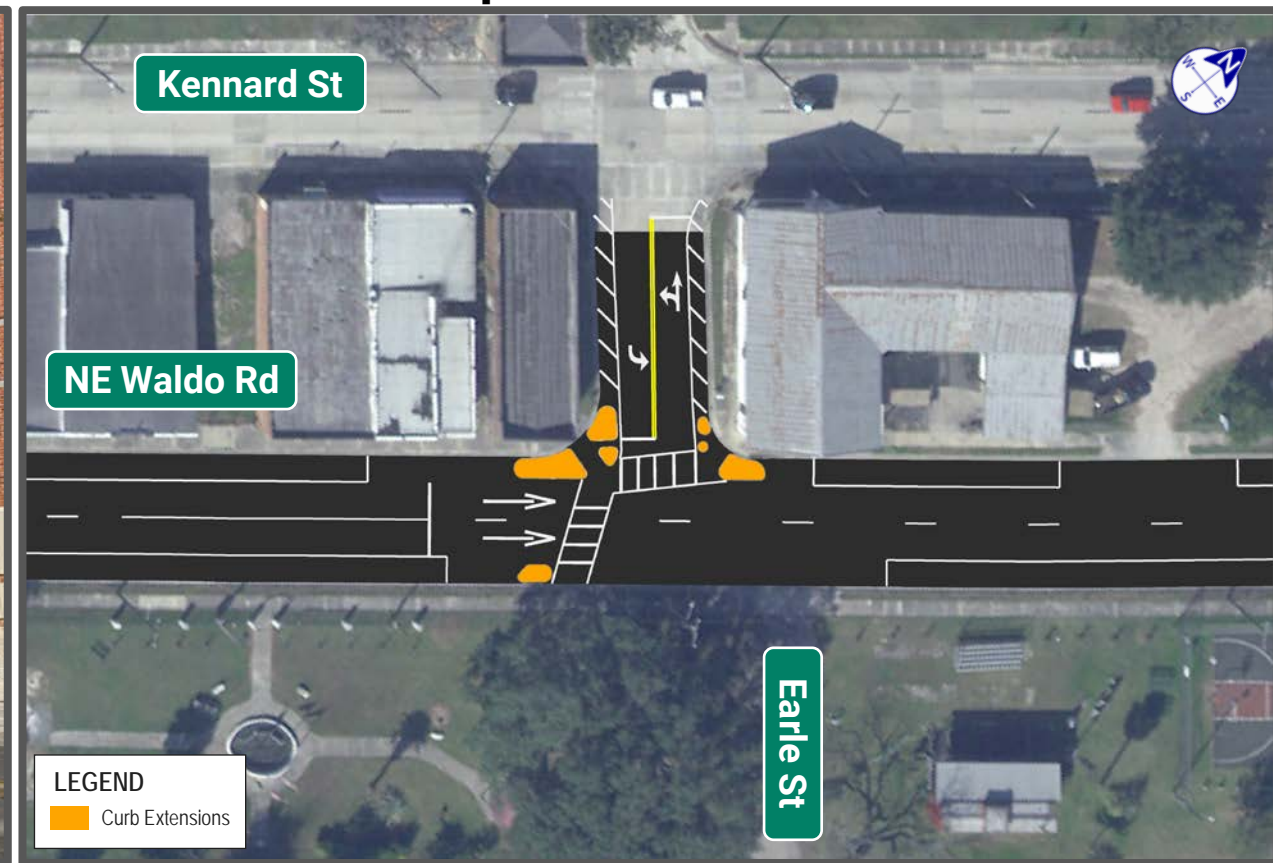 Kennard St
W
N
S
E
NE Waldo Rd
Earle St
LEGEND
Curb Extensions